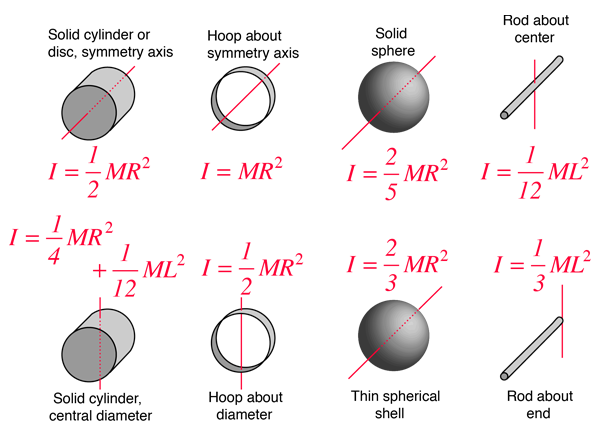 Solid cylinder or
disc, symmetry axis
Hoop about
symmetry axis
Solid
sphere
Rod about
center
I = 1/2 MR²
I = MR²
I = 2/5 MR²
I = 1/12 ML²
I = 1/4 MR²
+ 1/12 ML²
I = 1/2 MR²
I = 2/3 MR²
I = 1/3 ML²
Solid cylinder,
central diameter
Hoop about
diameter
Thin spherical
shell
Rod about
end